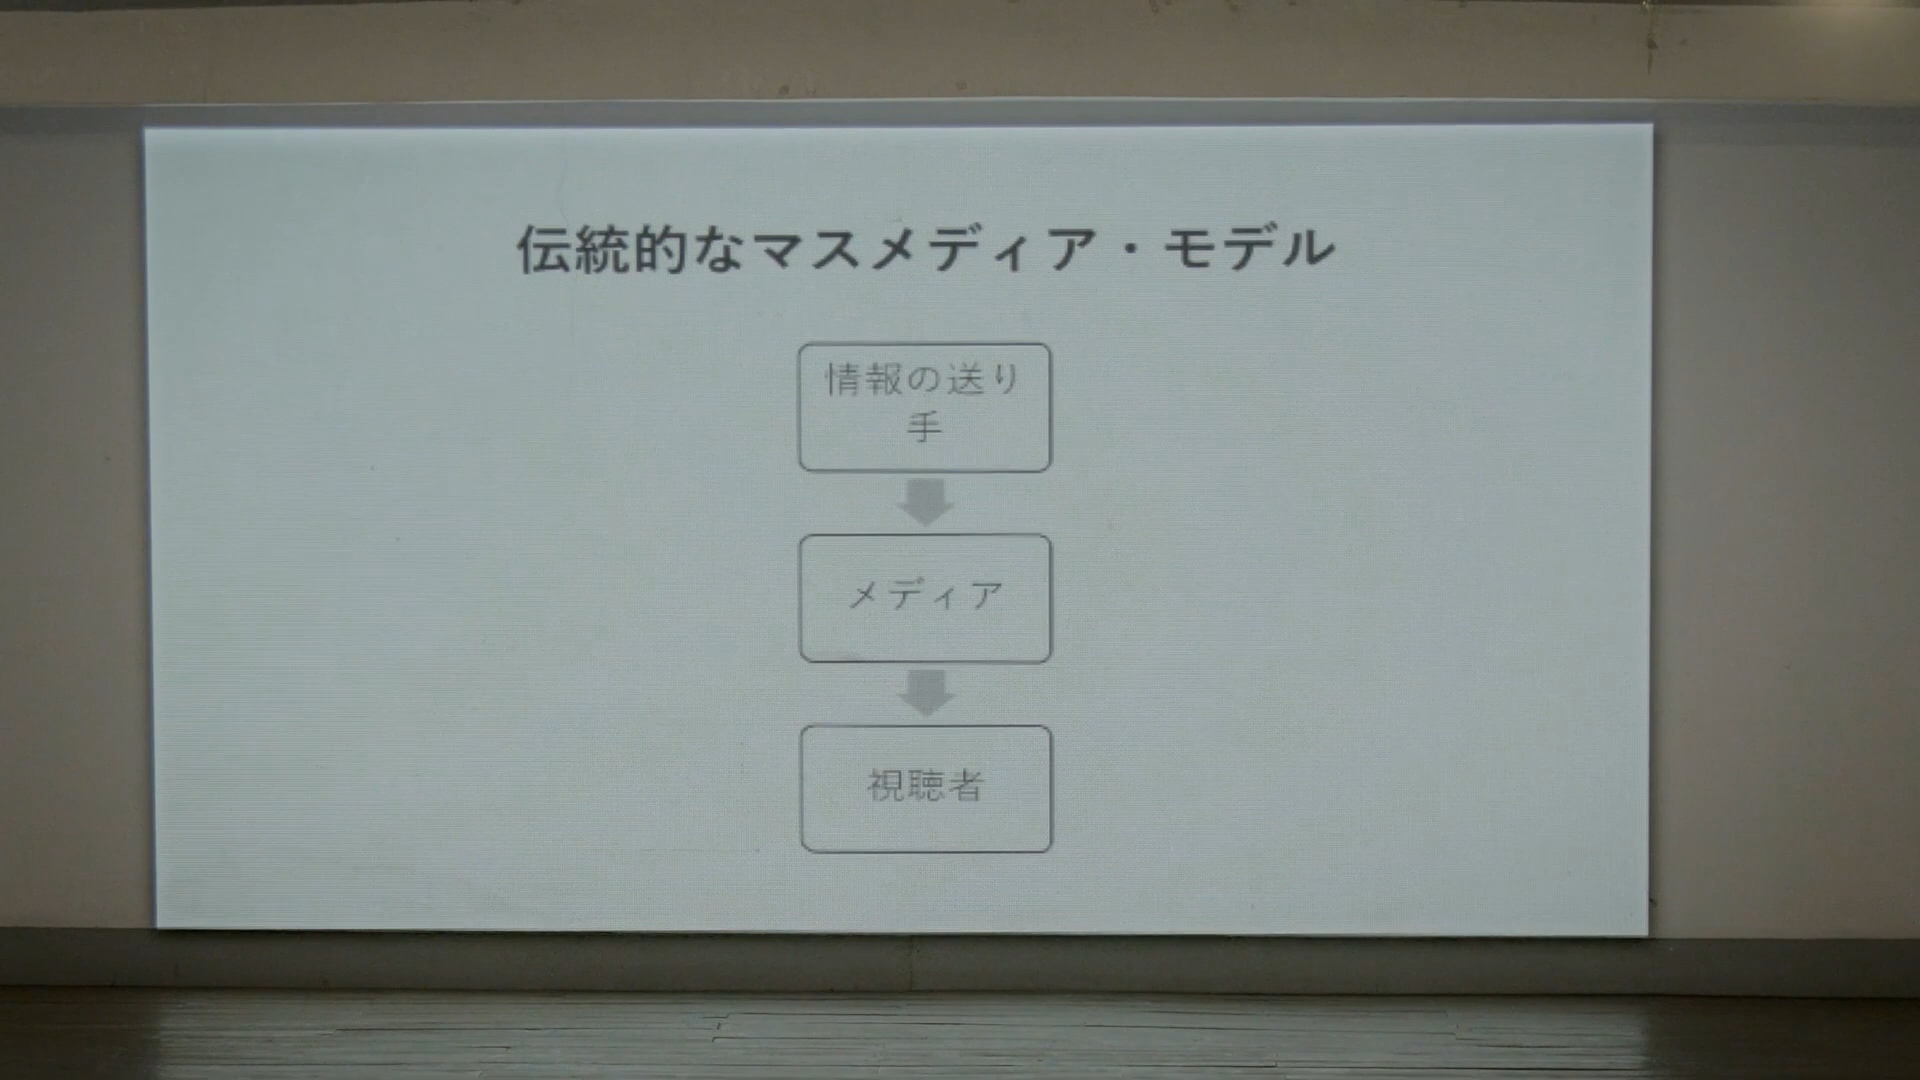 伝統的なマスメディア・モデル
情報の送り
手
メディア
視聴者